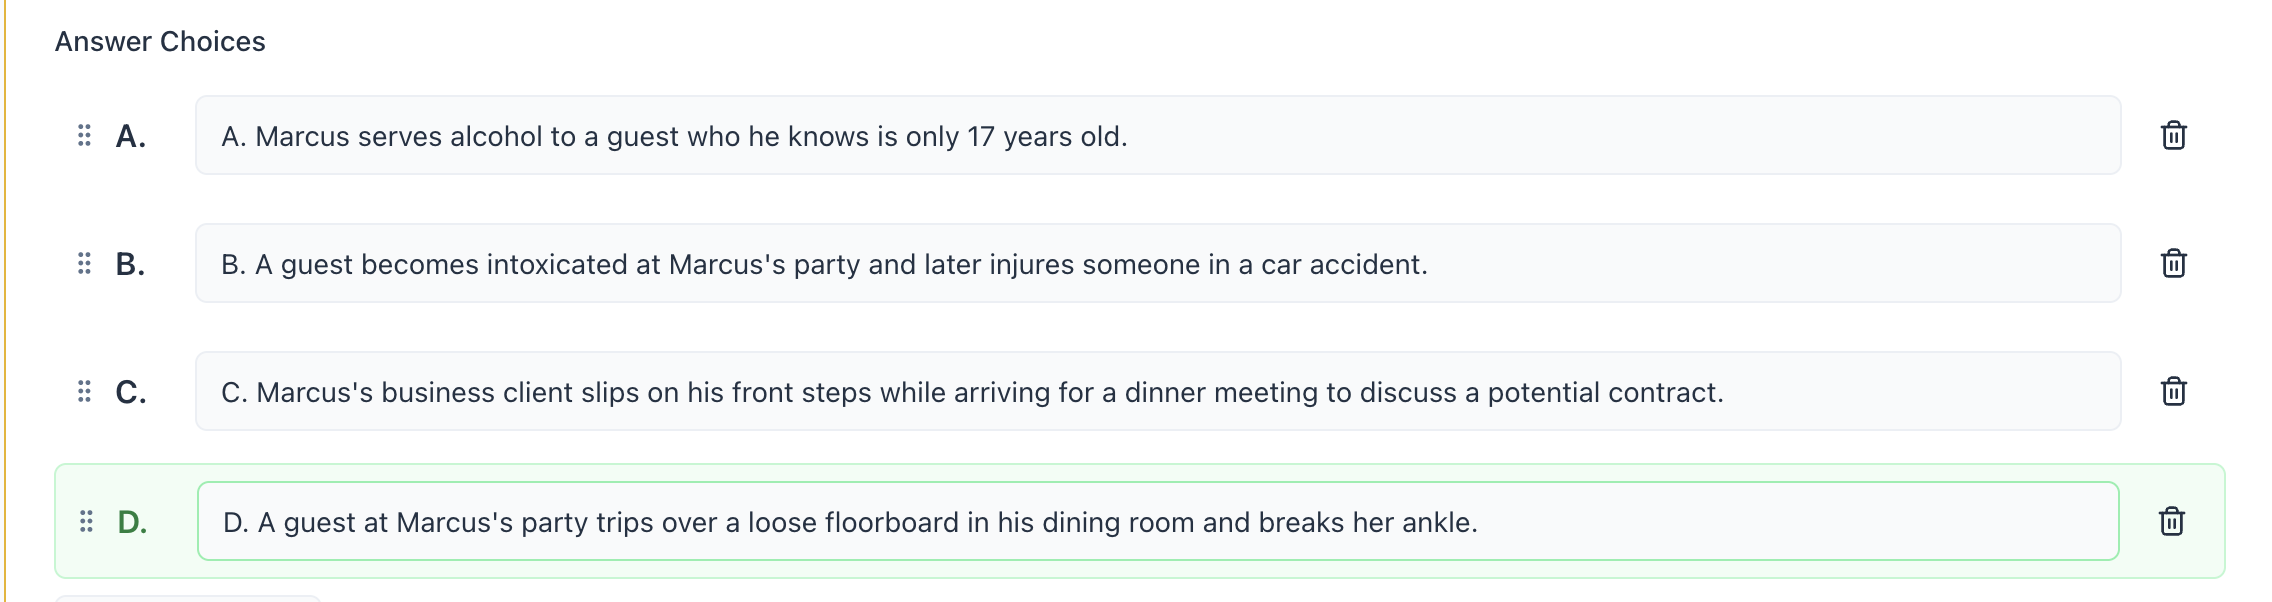 Answer Choices
A. A. Marcus serves alcohol to a guest who he knows is only 17 years old.
B. B. A guest becomes intoxicated at Marcus's party and later injures someone in a car accident.
C. C. Marcus's business client slips on his front steps while arriving for a dinner meeting to discuss a potential contract.
D. D. A guest at Marcus's party trips over a loose floorboard in his dining room and breaks her ankle.